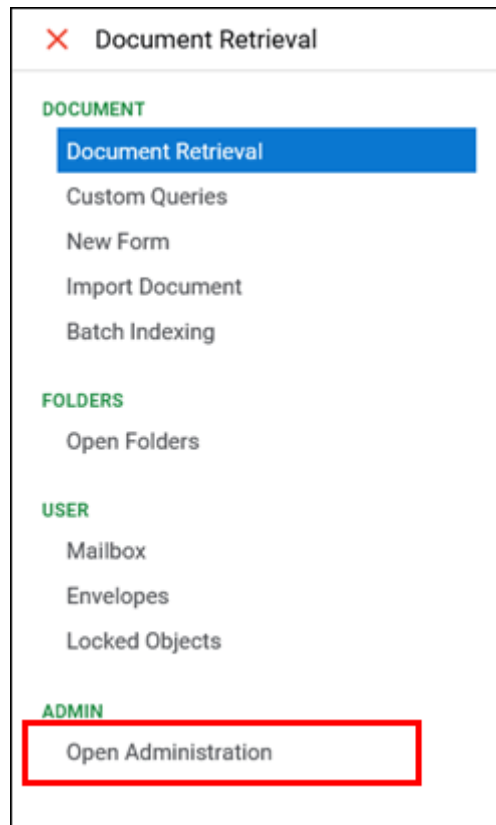 Document Retrieval
DOCUMENT
Document Retrieval
Custom Queries
New Form
Import Document
Batch Indexing
FOLDERS
Open Folders
USER
Mailbox
Envelopes
Locked Objects
ADMIN
Open Administration